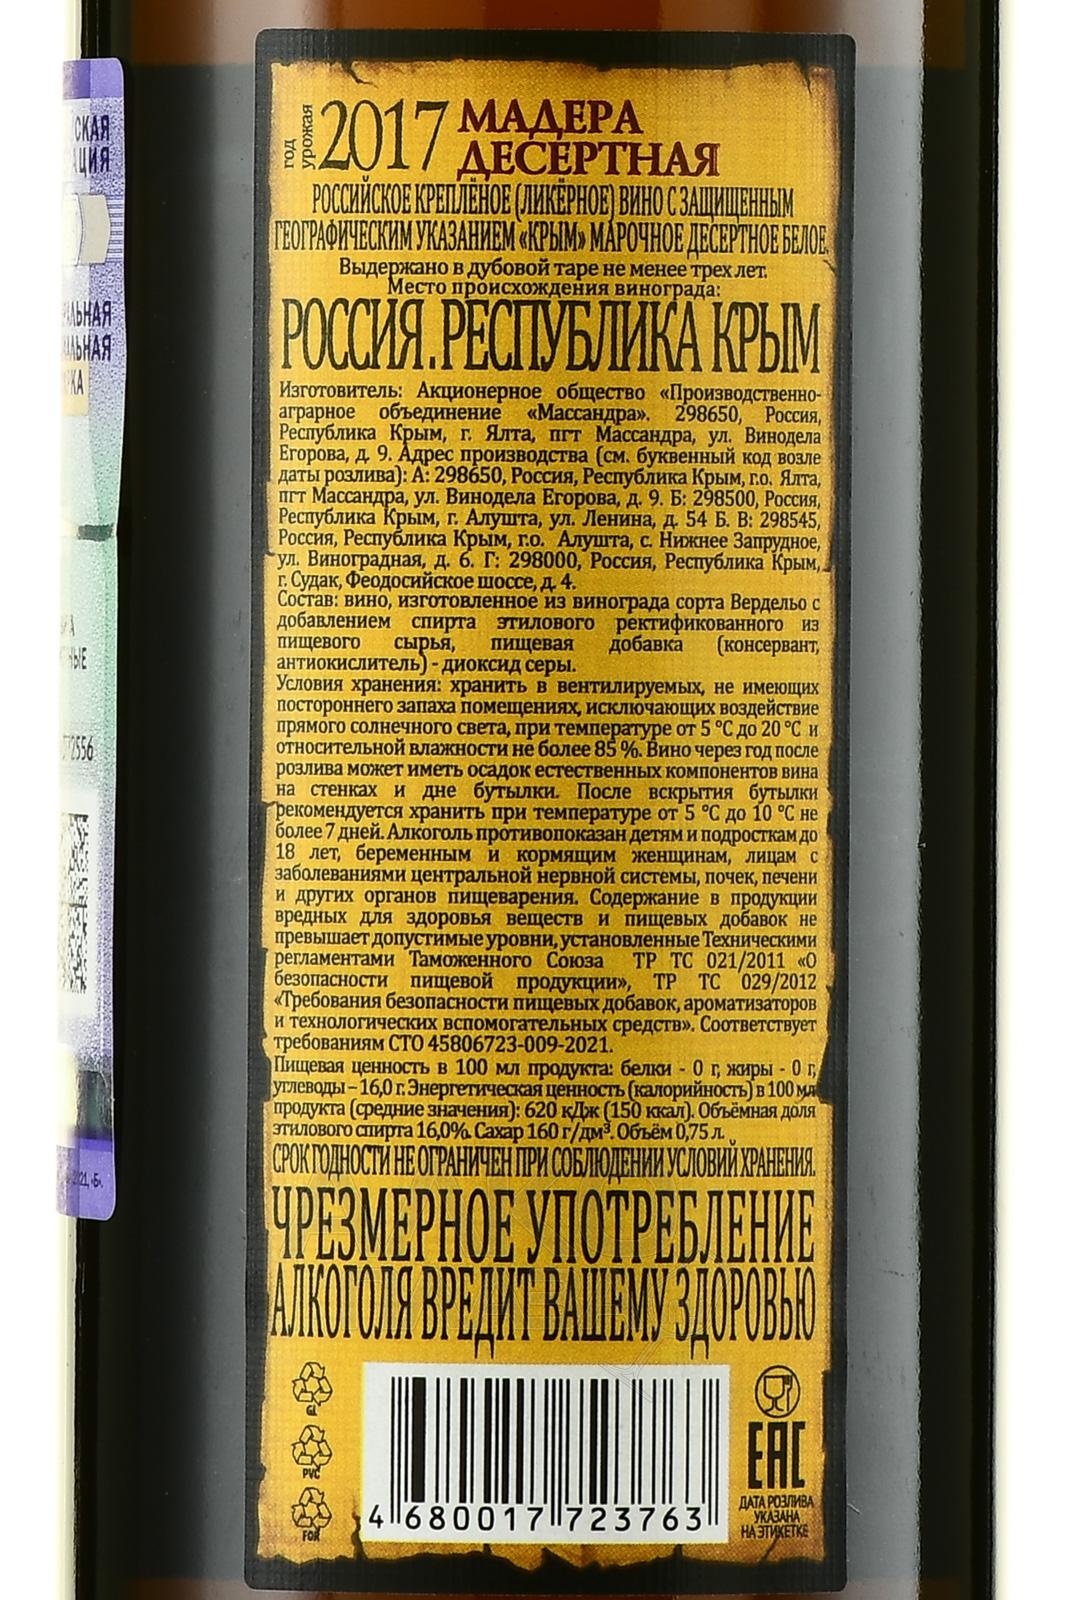 СКАЯ
АЦИЯ
АЛЬНАЯ
АЛЬНАЯ
РКА
2556
год
урожая
2017 МАДЕРА
ДЕСЕРТНАЯ
РОССИЙСКОЕ КРЕПЛЁНОЕ (ЛИКЁРНОЕ) ВИНО С ЗАЩИЩЕННЫМ
ГЕОГРАФИЧЕСКИМ УКАЗАНИЕМ «КРЫМ» МАРОЧНОЕ ДЕСЕРТНОЕ БЕЛОЕ.
Выдержано в дубовой таре не менее трех лет.
Место происхождения винограда:
РОССИЯ. РЕСПУБЛИКА КРЫМ
Изготовитель: Акционерное общество «Производственно-
аграрное объединение «Массандра». 298650, Россия,
Республика Крым, г. Ялта, пгт Массандра, ул. Винодела
Егорова, д. 9. Адрес производства (см. буквенный код возле
даты розлива): А: 298650, Россия, Республика Крым, г.о. Ялта,
пгт Массандра, ул. Винодела Егорова, д. 9. Б: 298500, Россия,
Республика Крым, г. Алушта, ул. Ленина, д. 54 Б. В: 298545,
Россия, Республика Крым, г.о. Алушта, с. Нижнее Запрудное,
ул. Виноградная, д. 6. Г: 298000, Россия, Республика Крым,
г. Судак, Феодосийское шоссе, д. 4.
Состав: вино, изготовленное из винограда сорта Вердельо с
добавлением спирта этилового ректификованного из
пищевого сырья, пищевая добавка (консервант,
антиокислитель) - диоксид серы.
Условия хранения: хранить в вентилируемых, не имеющих
постороннего запаха помещениях, исключающих воздействие
прямого солнечного света, при температуре от 5 °С до 20 °С и
относительной влажности не более 85 %. Вино через год после
розлива может иметь осадок естественных компонентов вина
на стенках и дне бутылки. После вскрытия бутылки
рекомендуется хранить при температуре от 5 °С до 10 °С не
более 7 дней. Алкоголь противопоказан детям и подросткам до
18 лет, беременным и кормящим женщинам, лицам с
заболеваниями центральной нервной системы, почек, печени
и других органов пищеварения. Содержание в продукции
вредных для здоровья веществ и пищевых добавок не
превышает допустимые уровни, установленные Техническими
регламентами Таможенного Союза ТР ТС 021/2011 «О
безопасности пищевой продукции», ТР ТС 029/2012
«Требования безопасности пищевых добавок, ароматизаторов
и технологических вспомогательных средств». Соответствует
требованиям СТО 45806723-009-2021.
Пищевая ценность в 100 мл продукта: белки - 0 г, жиры - 0 г,
углеводы – 16,0 г. Энергетическая ценность (калорийность) в 100 мл
продукта (средние значения): 620 кДж (150 ккал). Объёмная доля
этилового спирта 16,0%. Сахар 160 г/дм³. Объём 0,75 л.
СРОК ГОДНОСТИ НЕ ОГРАНИЧЕН ПРИ СОБЛЮДЕНИИ УСЛОВИЙ ХРАНЕНИЯ.
ЧРЕЗМЕРНОЕ УПОТРЕБЛЕНИЕ
АЛКОГОЛЯ ВРЕДИТ ВАШЕМУ ЗДОРОВЬЮ
GL
PVC
FOR
4 680017 723763
EAC
ДАТА РОЗЛИВА
УКАЗАНА
НА ЭТИКЕТКЕ